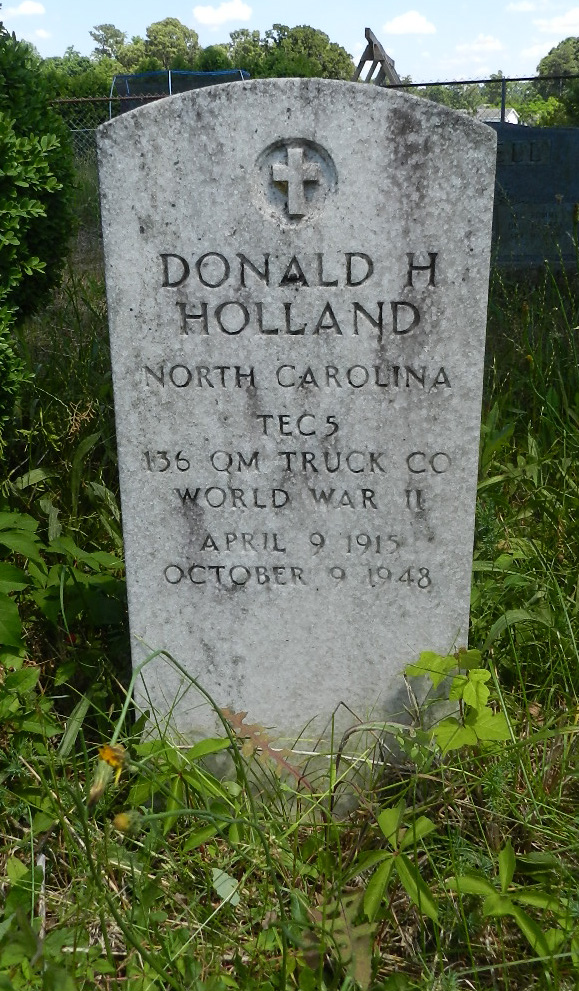 DONALD H
HOLLAND
NORTH CAROLINA
TEC5
136 QM TRUCK CO
WORLD WAR II
APRIL 9 1915
OCTOBER 9 1948